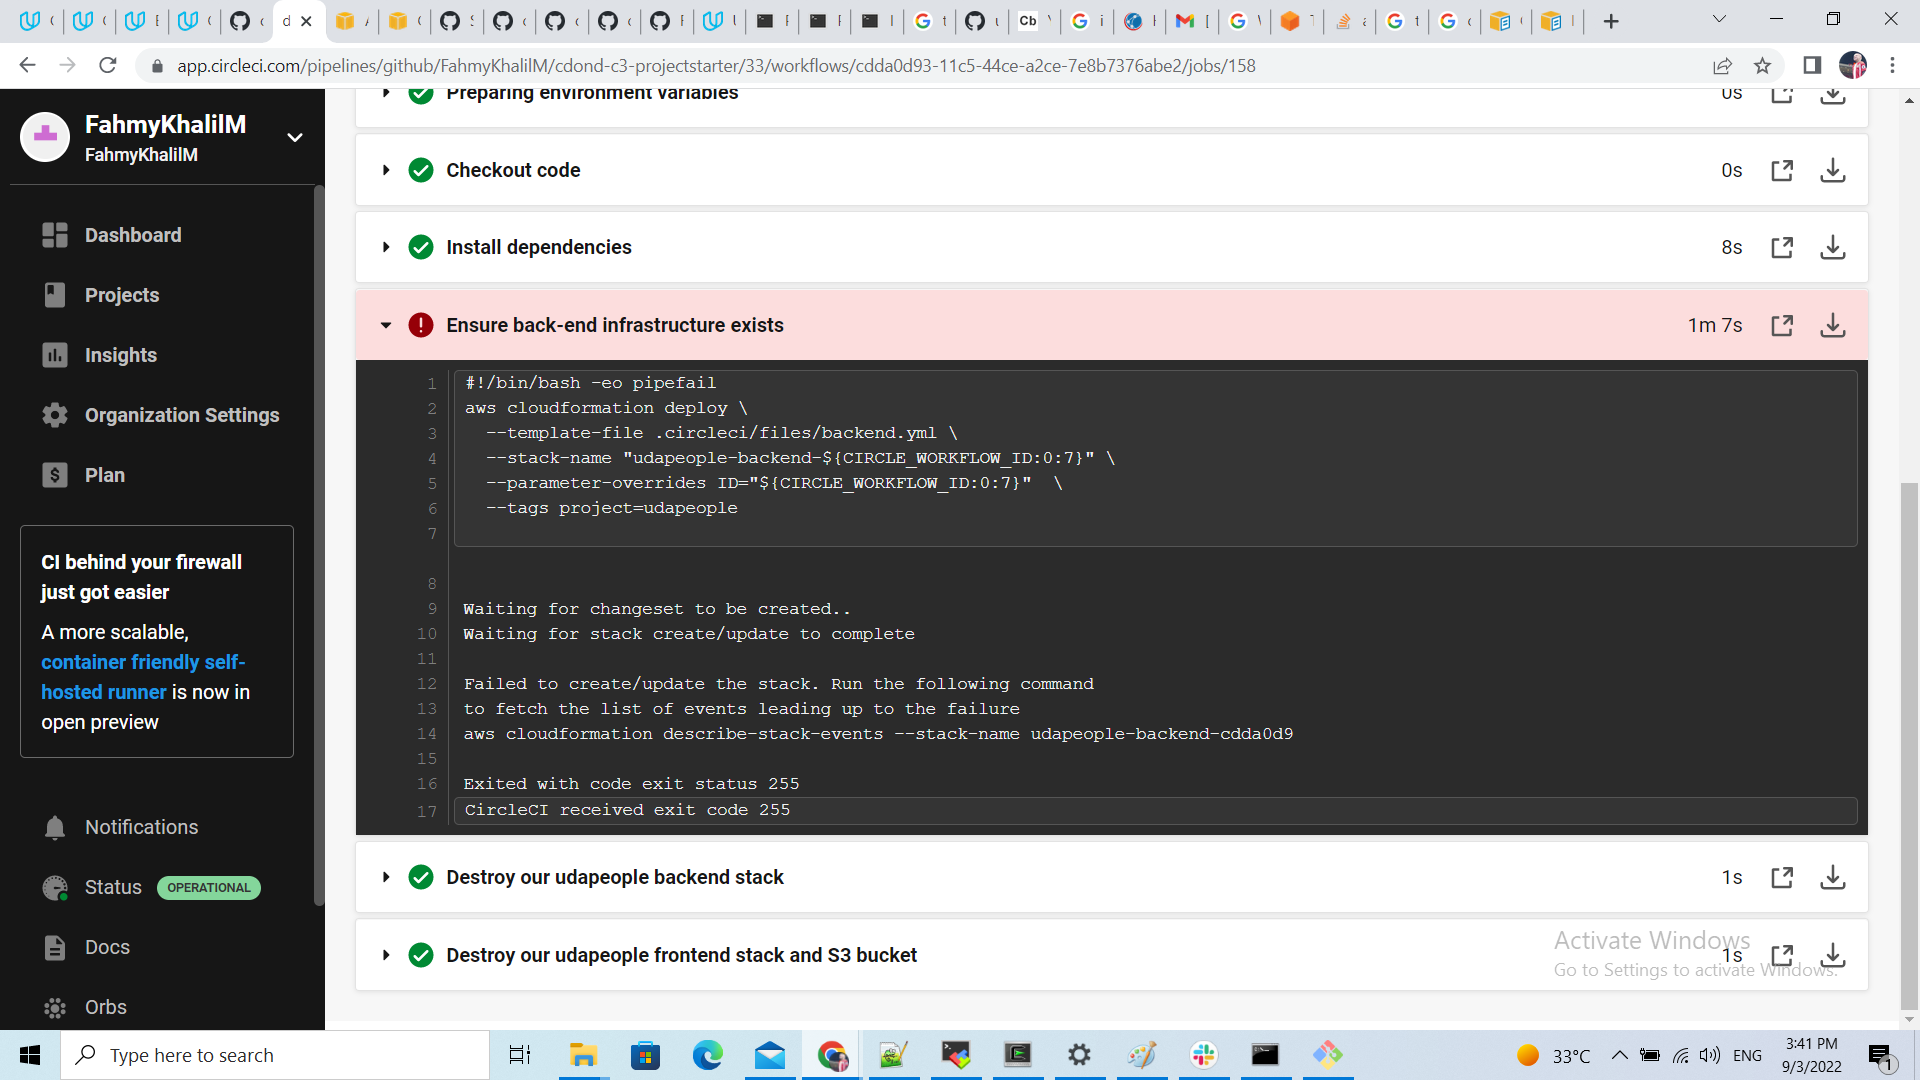 app.circleci.com/pipelines/github/FahmyKhalilM/cdond-c3-projectstarter/33/workflows/cdda0d93-11c5-44ce-a2ce-7e8b7376abe2/jobs/158
FahmyKhalilM
FahmyKhalilM
Dashboard
Projects
Insights
Organization Settings
Plan
CI behind your firewall
just got easier
A more scalable,
container friendly self-
hosted runner is now in
open preview
Notifications
Status OPERATIONAL
Docs
Orbs
Preparing environment variables 0s
Checkout code 0s
Install dependencies 8s
Ensure back-end infrastructure exists 1m 7s
1 #!/bin/bash -eo pipefail
2 aws cloudformation deploy \
3 --template-file .circleci/files/backend.yml \
4 --stack-name "udapeople-backend-${CIRCLE_WORKFLOW_ID:0:7}" \
5 --parameter-overrides ID="${CIRCLE_WORKFLOW_ID:0:7}"  \
6 --tags project=udapeople
7
8
9 Waiting for changeset to be created..
10 Waiting for stack create/update to complete
11
12 Failed to create/update the stack. Run the following command
13 to fetch the list of events leading up to the failure
14 aws cloudformation describe-stack-events --stack-name udapeople-backend-cdda0d9
15
16 Exited with code exit status 255
17 CircleCI received exit code 255
Destroy our udapeople backend stack 1s
Destroy our udapeople frontend stack and S3 bucket 1s
Activate Windows
Go to Settings to activate Windows.
Type here to search
33°C
ENG
3:41 PM
9/3/2022
1